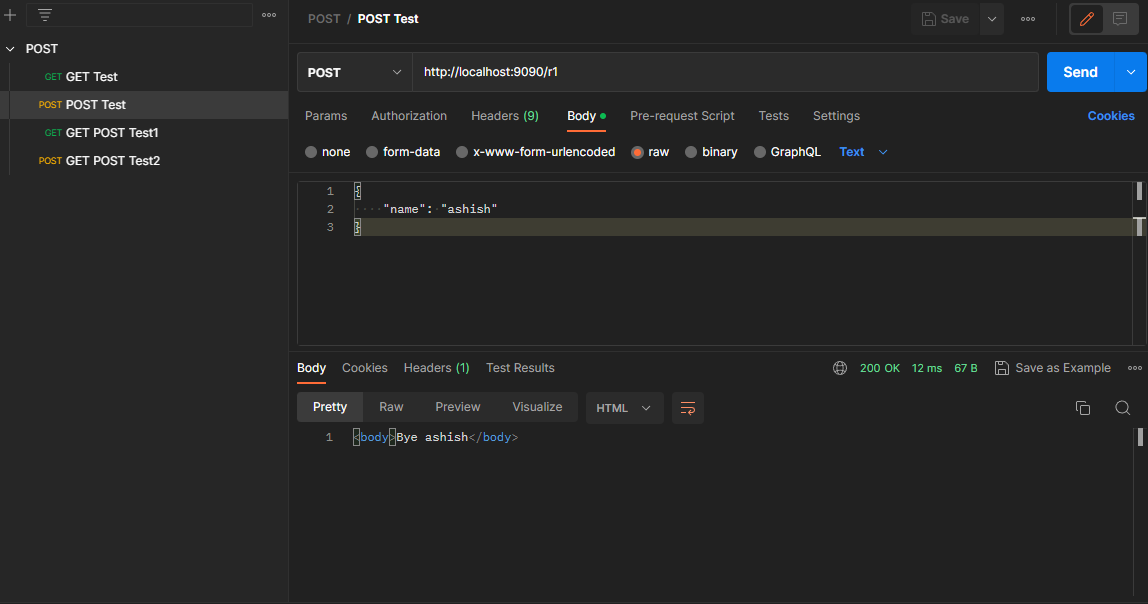 POST / POST Test
Save
POST
GET GET Test
POST POST Test
GET GET POST Test1
POST GET POST Test2
POST http://localhost:9090/r1 Send
Params Authorization Headers (9) Body Pre-request Script Tests Settings Cookies
none form-data x-www-form-urlencoded raw binary GraphQL Text
1 {
2 "name": "ashish"
3 }
Body Cookies Headers (1) Test Results 200 OK 12 ms 67 B Save as Example
Pretty Raw Preview Visualize HTML
1 <body>Bye ashish</body>